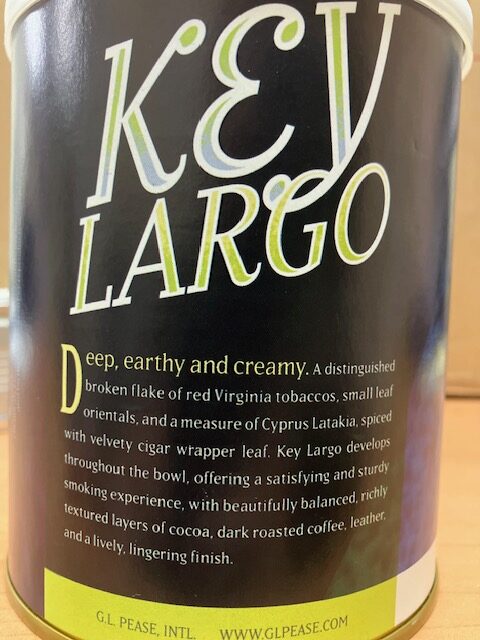 KEY
LARGO
Deep, earthy and creamy. A distinguished
broken flake of red Virginia tobaccos, small leaf
orientals, and a measure of Cyprus Latakia, spiced
with velvety cigar wrapper leaf. Key Largo develops
throughout the bowl, offering a satisfying and sturdy
smoking experience, with beautifully balanced, richly
textured layers of cocoa, dark roasted coffee, leather,
and a lively, lingering finish.
G.L. PEASE, INTL. WWW.GLPEASE.COM